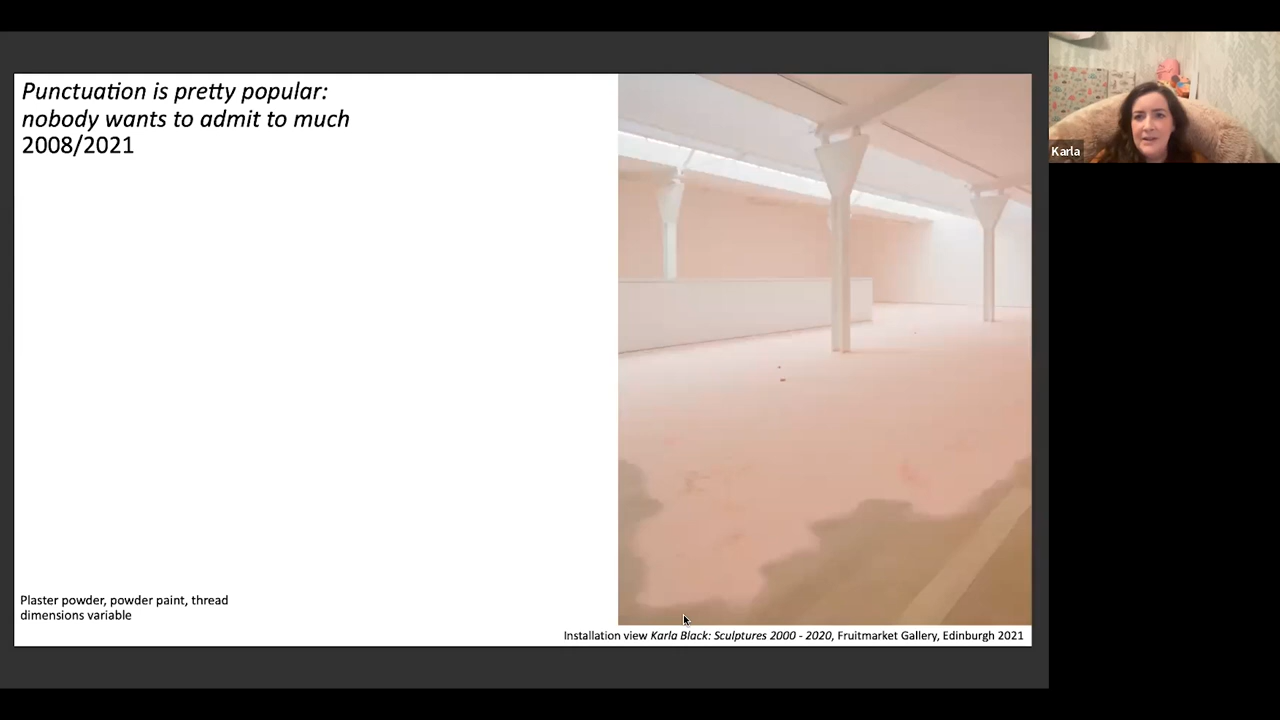 Punctuation is pretty popular:
nobody wants to admit to much
2008/2021
Karla
Plaster powder, powder paint, thread
dimensions variable
Installation view Karla Black: Sculptures 2000 - 2020, Fruitmarket Gallery, Edinburgh 2021